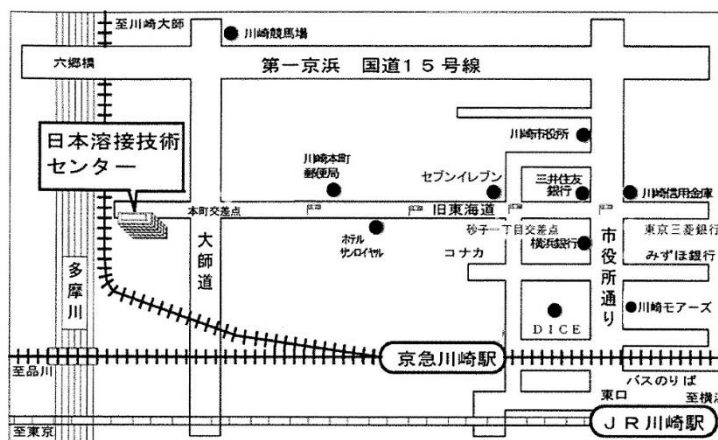 至川崎大師
川崎競馬場
六郷橋
第一京浜 国道15号線
日本溶接技術
センター
川崎市役所
川崎本町
郵便局
セブンイレブン
三井住友
銀行
川崎信用金庫
本町交差点
旧東海道
砂子一丁目交差点
東京三菱銀行
ホテル
サンロイヤル
コナカ
横浜銀行
みずほ銀行
大師道
市役所通り
多摩川
DICE
川崎モアーズ
京急川崎駅
至品川
バスのりば
東口
至横浜
至東京
JR川崎駅